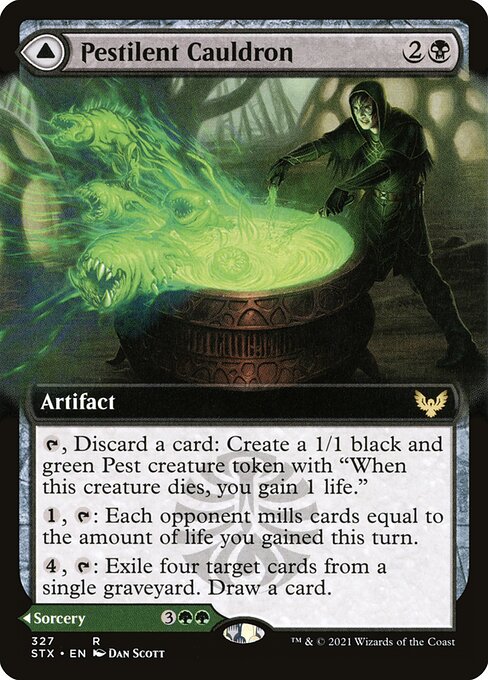 Pestilent Cauldron 2
Artifact
, Discard a card: Create a 1/1 black and
green Pest creature token with “When
this creature dies, you gain 1 life.”
1, : Each opponent mills cards equal to
the amount of life you gained this turn.
4, : Exile four target cards from a
single graveyard. Draw a card.
Sorcery 3
327 R
STX • EN Dan Scott
™ & © 2021 Wizards of the Coast